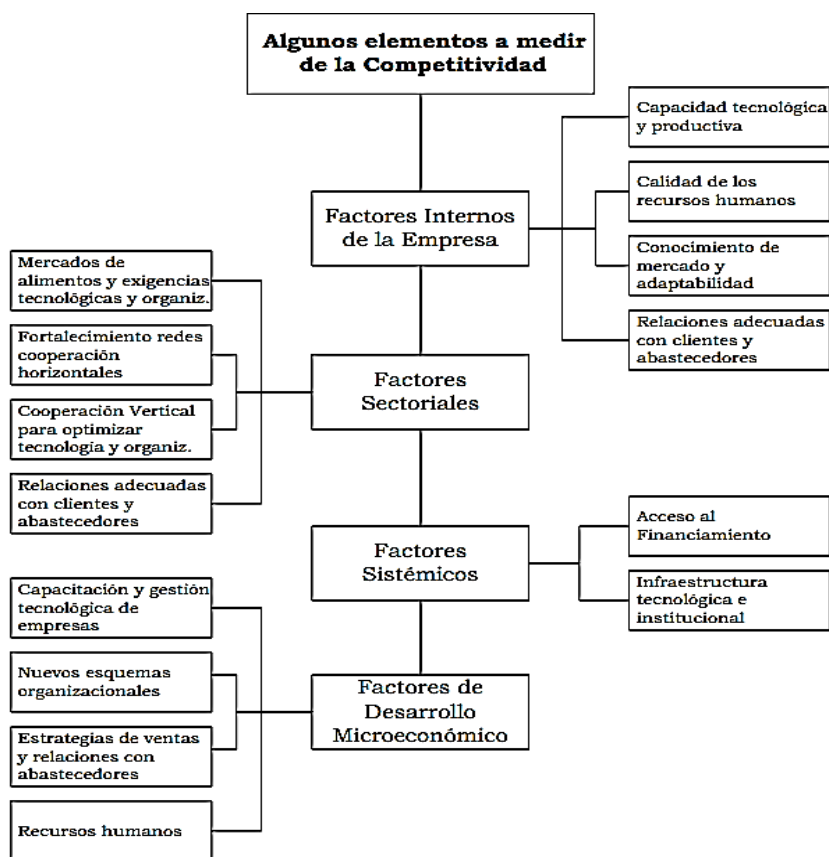 Algunos elementos a medir
de la Competitividad
Factores Internos
de la Empresa
Capacidad tecnológica
y productiva
Calidad de los
recursos humanos
Conocimiento de
mercado y
adaptabilidad
Relaciones adecuadas
con clientes y
abastecedores
Factores
Sectoriales
Mercados de
alimentos y exigencias
tecnológicas y organiz.
Fortalecimiento redes
cooperación
horizontales
Cooperación Vertical
para optimizar
tecnología y organiz.
Relaciones adecuadas
con clientes y
abastecedores
Factores
Sistémicos
Acceso al
Financiamiento
Infraestructura
tecnológica e
institucional
Factores de
Desarrollo
Microeconómico
Capacitación y gestión
tecnológica de
empresas
Nuevos esquemas
organizacionales
Estrategias de ventas
y relaciones con
abastecedores
Recursos humanos